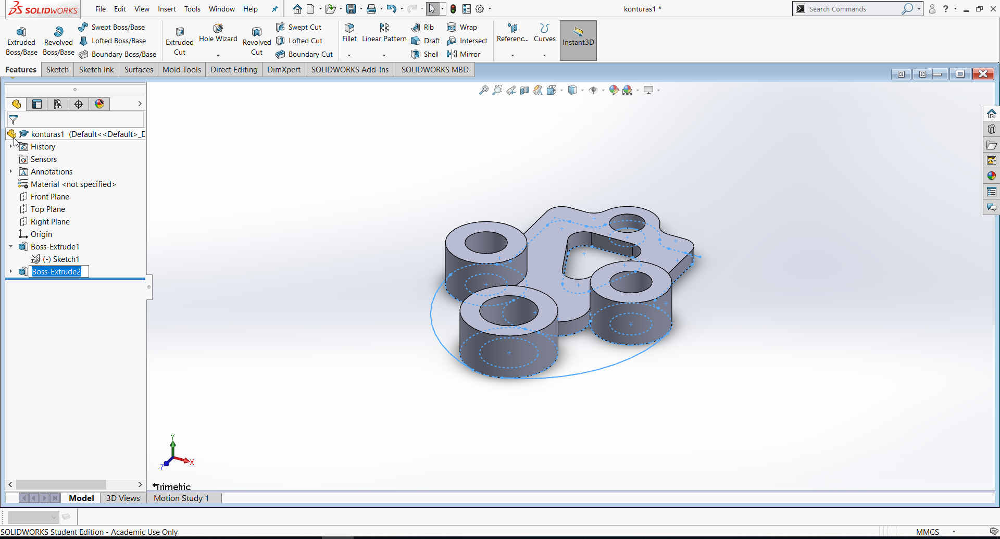 SOLIDWORKS File Edit View Insert Tools Window Help konturas1 * Search Commands ?
Extruded Boss/Base
Revolved Boss/Base
Swept Boss/Base
Lofted Boss/Base
Boundary Boss/Base
Extruded Cut
Hole Wizard
Revolved Cut
Swept Cut
Lofted Cut
Boundary Cut
Fillet
Linear Pattern
Rib
Draft
Shell
Wrap
Intersect
Mirror
Referenc...
Curves
Instant3D
Features Sketch Sketch Ink Surfaces Mold Tools Direct Editing DimXpert SOLIDWORKS Add-Ins SOLIDWORKS MBD
konturas1 (Default<<Default>_D
History
Sensors
Annotations
Material <not specified>
Front Plane
Top Plane
Right Plane
Origin
Boss-Extrude1
(-) Sketch1
Boss-Extrude2
Y
X
Z
*Trimetric
Model 3D Views Motion Study 1
SOLIDWORKS Student Edition - Academic Use Only MMGS